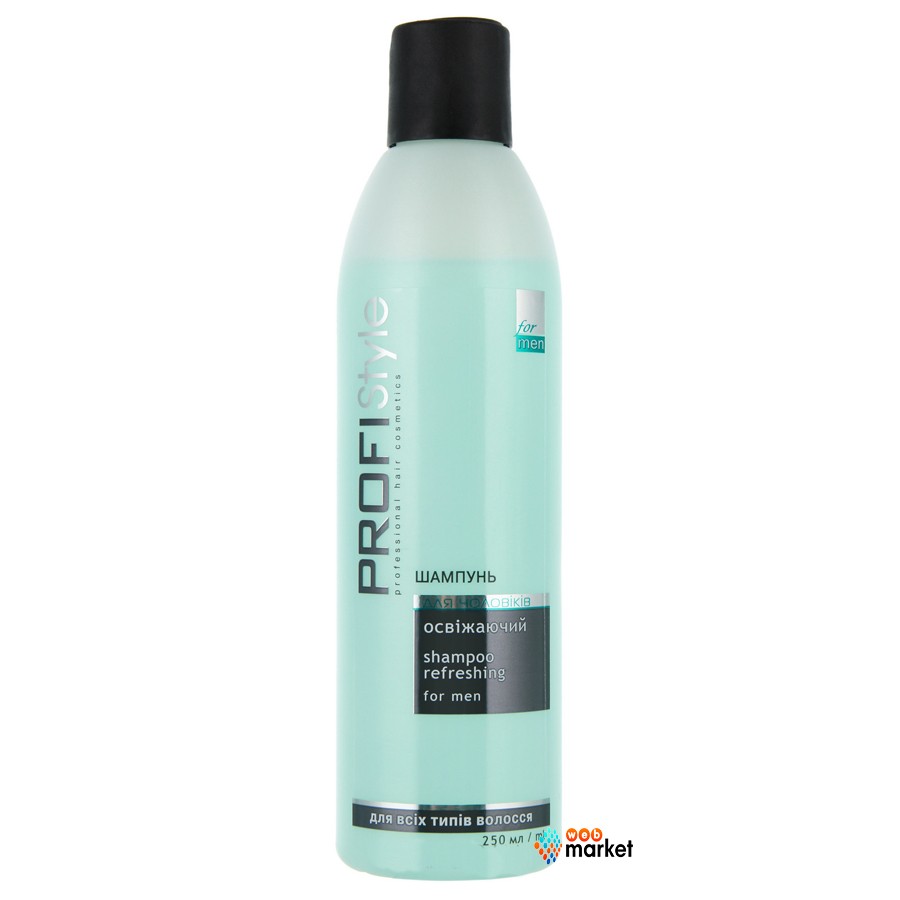 for
men
PROFIStyle
professional hair cosmetics
ШАМПУНЬ
для чоловіків
освіжаючий
shampoo
refreshing
for men
для всіх типів волосся
250 мл / ml
web
market